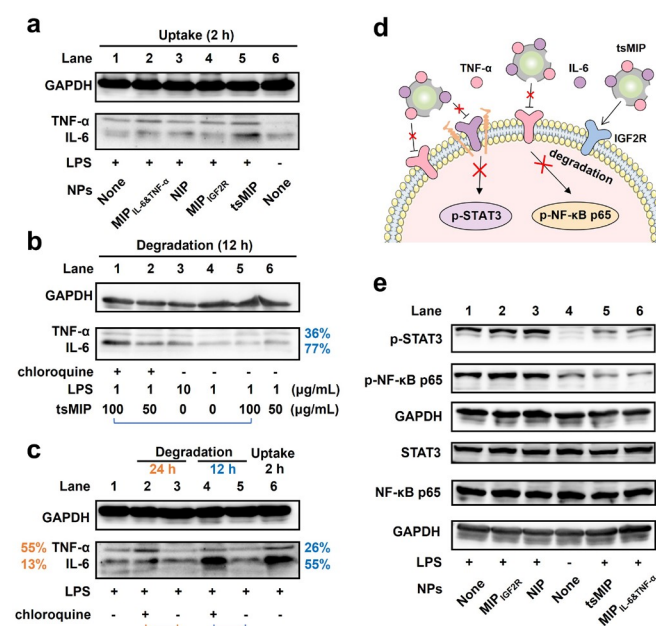 a
Uptake (2 h)
Lane 1 2 3 4 5 6
GAPDH
TNF-α
IL-6
LPS + + + + + -
NPs None MIP IL-6&TNF-α NIP MIP IGF2R tsMIP None
b
Degradation (12 h)
Lane 1 2 3 4 5 6
GAPDH
TNF-α 36%
IL-6 77%
chloroquine + + - - - -
LPS 1 1 10 1 1 1 (μg/mL)
tsMIP 100 50 0 0 100 50 (μg/mL)
c
Degradation Uptake
24 h 12 h 2 h
Lane 1 2 3 4 5 6
GAPDH
55% TNF-α 26%
13% IL-6 55%
LPS + + + + + +
chloroquine - + - + - -
d
TNF-α IL-6 tsMIP
IGF2R
degradation
p-STAT3 p-NF-κB p65
e
Lane 1 2 3 4 5 6
p-STAT3
p-NF-κB p65
GAPDH
STAT3
NF-κB p65
GAPDH
LPS + + + - + +
NPs None MIP IGF2R NIP None tsMIP MIP IL-6&TNF-α